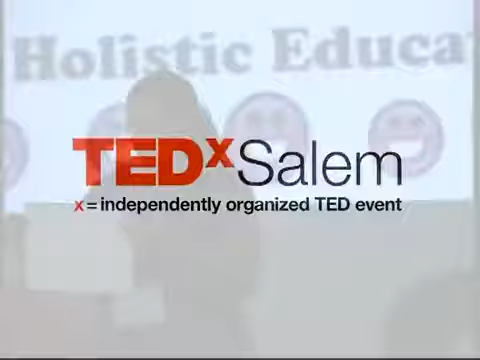 Holistic Educa
TEDxSalem
x = independently organized TED event